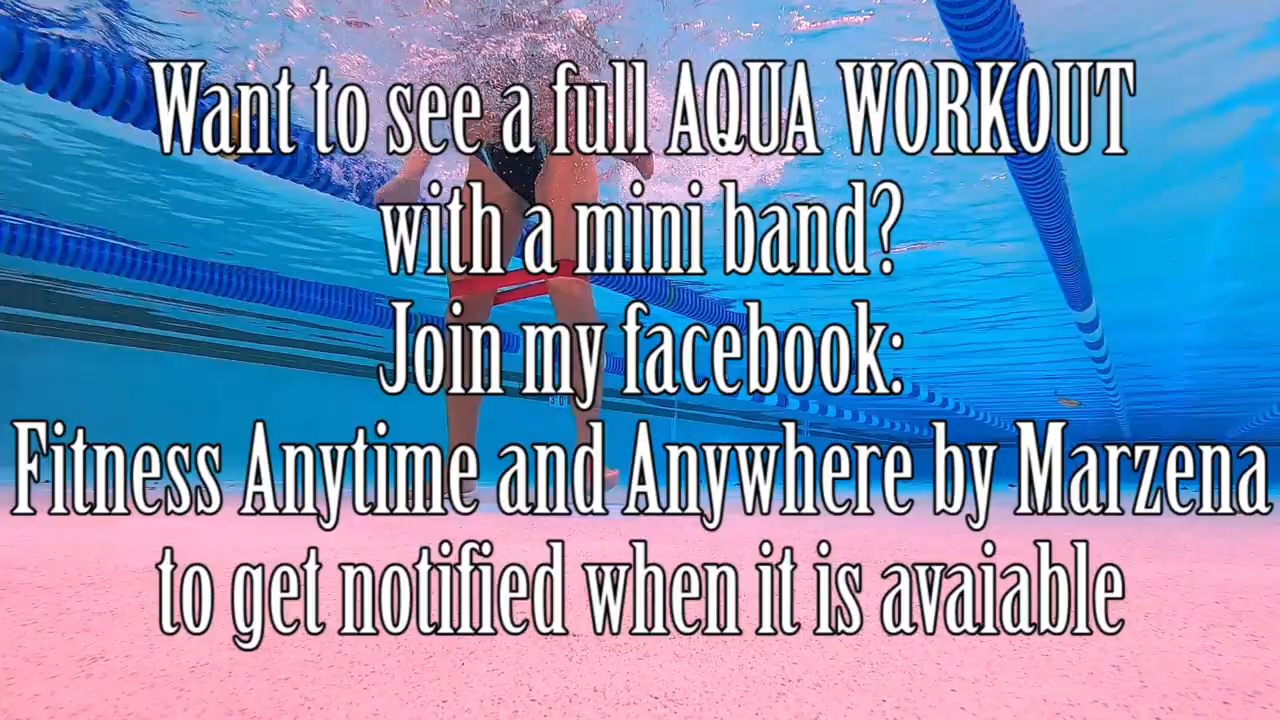 Want to see a full AQUA WORKOUT
with a mini band?
Join my facebook:
Fitness Anytime and Anywhere by Marzena
to get notified when it is avaiable